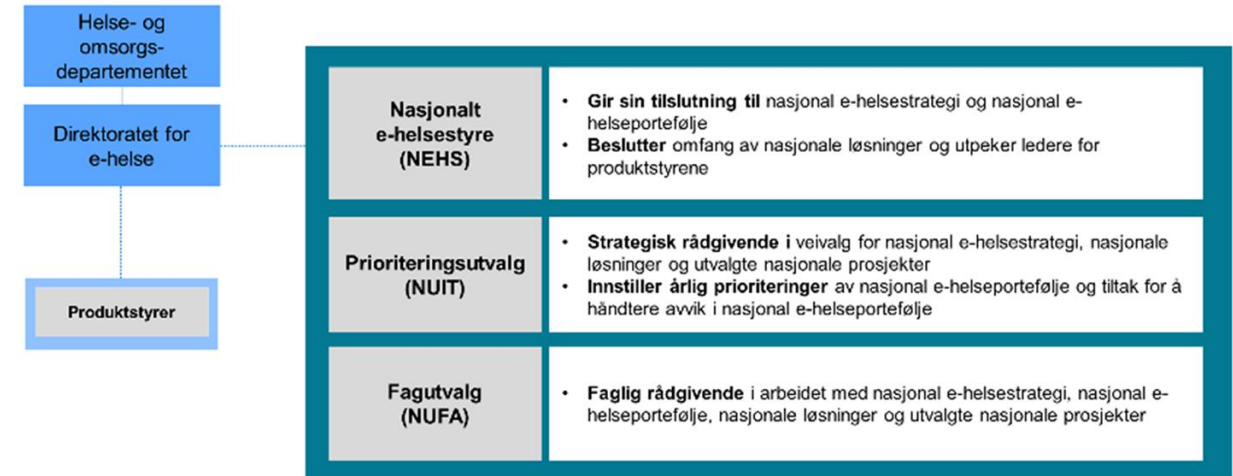 Helse- og
omsorgs-
departementet
Direktoratet for
e-helse
Produktstyrer
Nasjonalt
e-helsestyre
(NEHS)
• Gir sin tilslutning til nasjonal e-helsestrategi og nasjonal e-
helseportefølje
• Beslutter omfang av nasjonale løsninger og utpeker ledere for
produktstyrene
Prioriteringsutvalg
(NUIT)
• Strategisk rådgivende i veivalg for nasjonal e-helsestrategi, nasjonale
løsninger og utvalgte nasjonale prosjekter
• Innstiller årlig prioriteringer av nasjonal e-helseportefølje og tiltak for å
håndtere avvik i nasjonal e-helseportefølje
Fagutvalg
(NUFA)
• Faglig rådgivende i arbeidet med nasjonal e-helsestrategi, nasjonal e-
helseportefølje, nasjonale løsninger og utvalgte nasjonale prosjekter